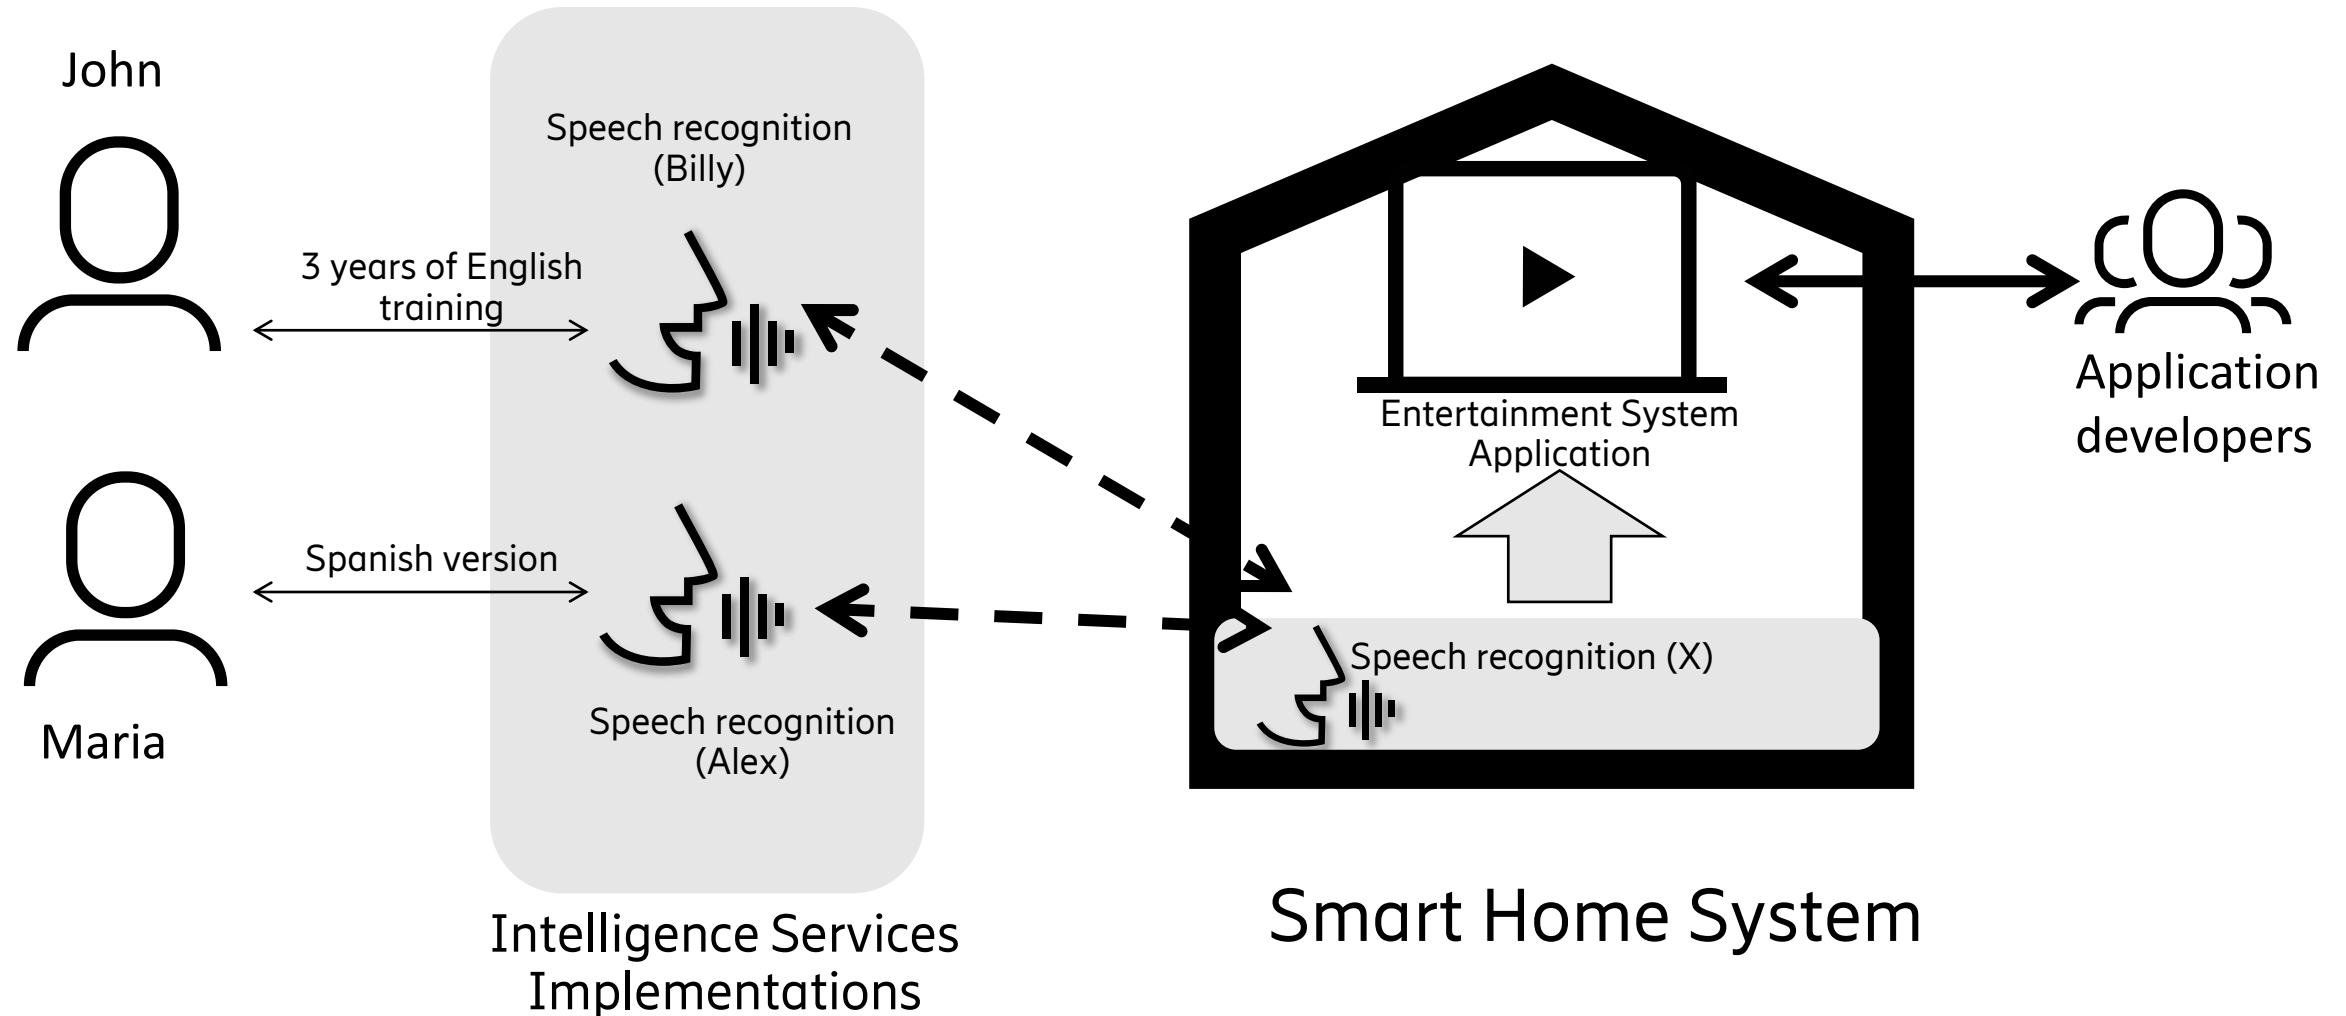 John
Speech recognition
(Billy)
3 years of English
training
Spanish version
Maria
Speech recognition
(Alex)
Intelligence Services
Implementations
Entertainment System
Application
Speech recognition (X)
Smart Home System
Application
developers